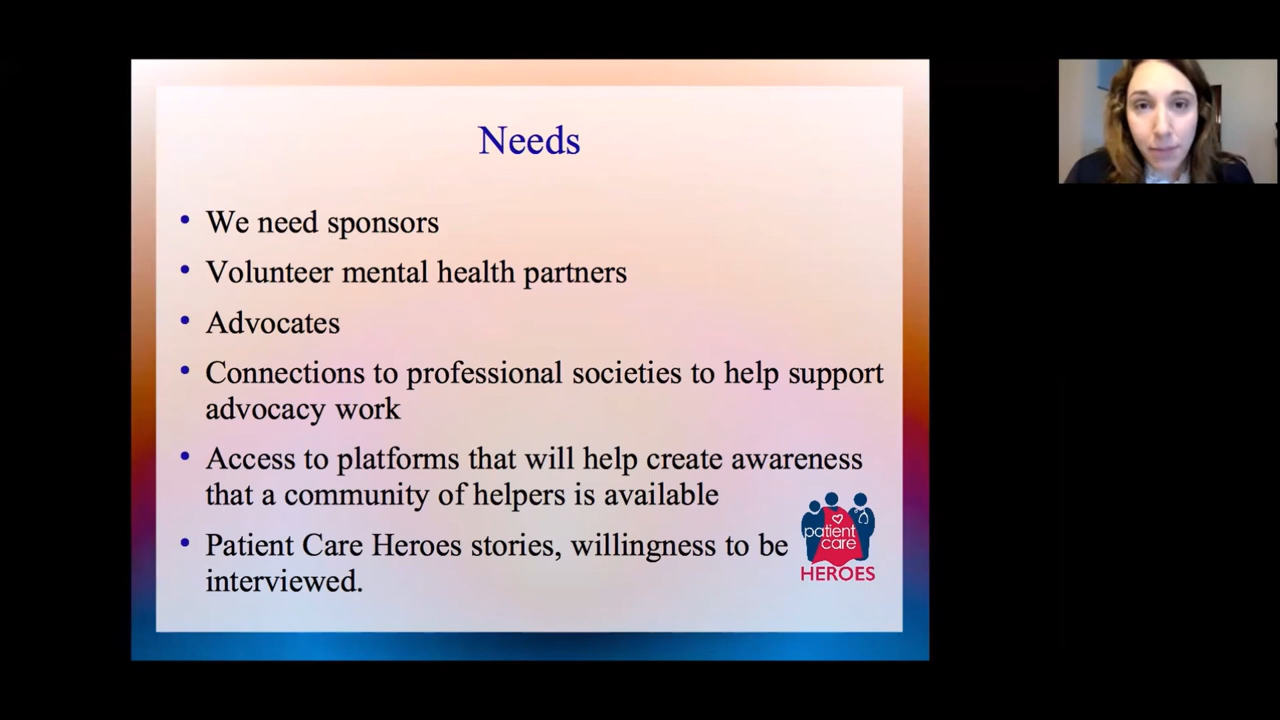 Needs
• We need sponsors
• Volunteer mental health partners
• Advocates
• Connections to professional societies to help support
advocacy work
• Access to platforms that will help create awareness
that a community of helpers is available
• Patient Care Heroes stories, willingness to be
interviewed.
patient
care
HEROES